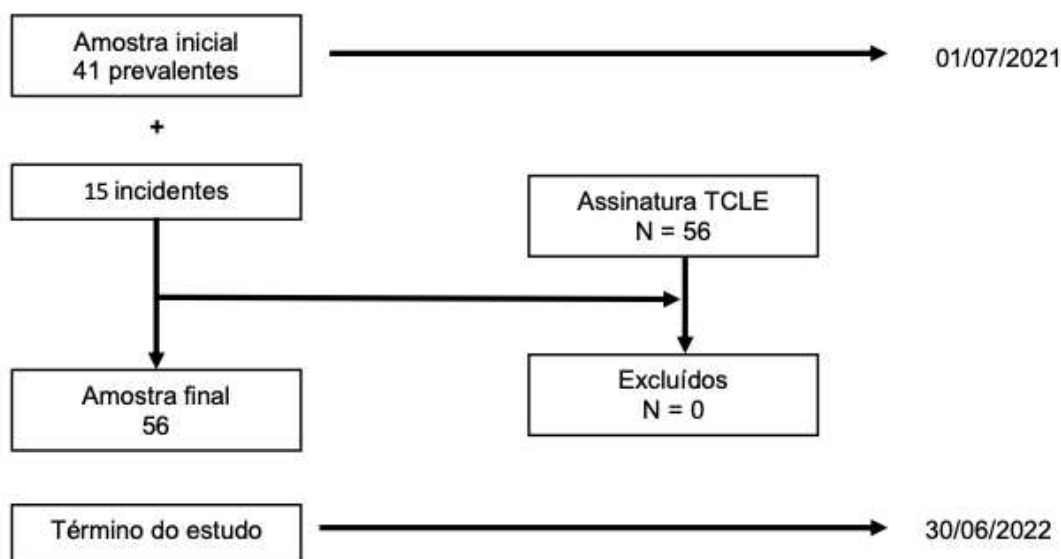 Amostra inicial
41 prevalentes
01/07/2021
+
15 incidentes
Assinatura TCLE
N = 56
Amostra final
56
Excluídos
N = 0
Término do estudo
30/06/2022